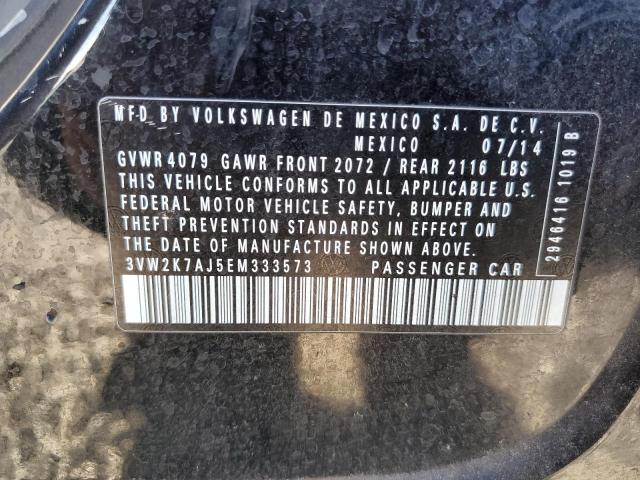 MFD BY VOLKSWAGEN DE MEXICO S.A. DE C.V.
MEXICO 07/14
GVWR 4079 GAWR FRONT 2072 / REAR 2116 LBS
THIS VEHICLE CONFORMS TO ALL APPLICABLE U.S.
FEDERAL MOTOR VEHICLE SAFETY, BUMPER AND
THEFT PREVENTION STANDARDS IN EFFECT ON
THE DATE OF MANUFACTURE SHOWN ABOVE.
3VW2K7AJ5EM333573 PASSENGER CAR
2946416 1019 B